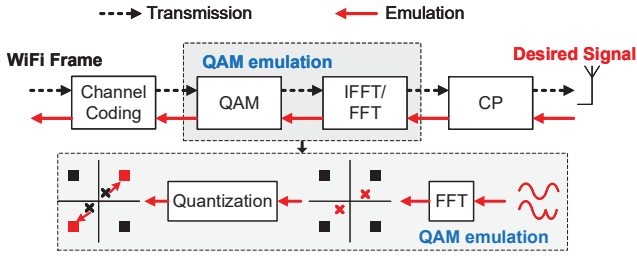 Transmission
Emulation
WiFi Frame
QAM emulation
Desired Signal
Channel
Coding
QAM
IFFT/
FFT
CP
Quantization
FFT
QAM emulation